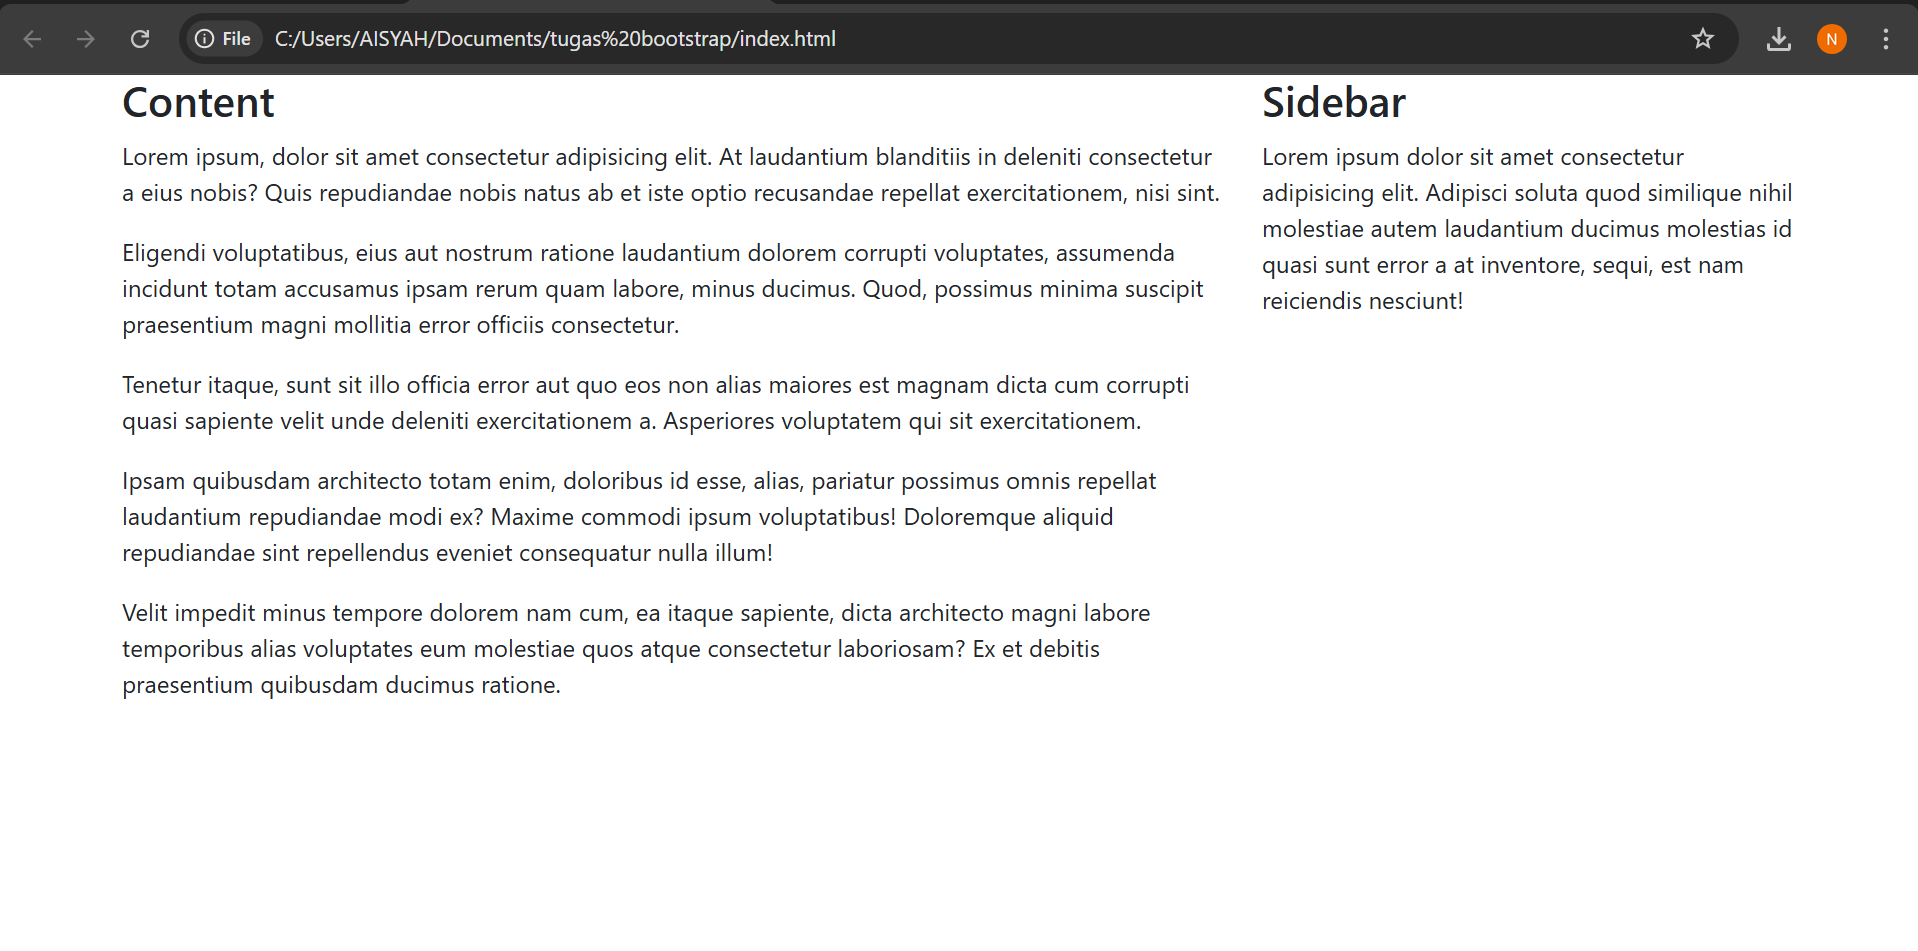 File
C:/Users/AISYAH/Documents/tugas%20bootstrap/index.html
N
Content
Lorem ipsum, dolor sit amet consectetur adipisicing elit. At laudantium blanditiis in deleniti consectetur
a eius nobis? Quis repudiandae nobis natus ab et iste optio recusandae repellat exercitationem, nisi sint.
Eligendi voluptatibus, eius aut nostrum ratione laudantium dolorem corrupti voluptates, assumenda
incidunt totam accusamus ipsam rerum quam labore, minus ducimus. Quod, possimus minima suscipit
praesentium magni mollitia error officiis consectetur.
Tenetur itaque, sunt sit illo officia error aut quo eos non alias maiores est magnam dicta cum corrupti
quasi sapiente velit unde deleniti exercitationem a. Asperiores voluptatem qui sit exercitationem.
Ipsam quibusdam architecto totam enim, doloribus id esse, alias, pariatur possimus omnis repellat
laudantium repudiandae modi ex? Maxime commodi ipsum voluptatibus! Doloremque aliquid
repudiandae sint repellendus eveniet consequatur nulla illum!
Velit impedit minus tempore dolorem nam cum, ea itaque sapiente, dicta architecto magni labore
temporibus alias voluptates eum molestiae quos atque consectetur laboriosam? Ex et debitis
praesentium quibusdam ducimus ratione.
Sidebar
Lorem ipsum dolor sit amet consectetur
adipisicing elit. Adipisci soluta quod similique nihil
molestiae autem laudantium ducimus molestias id
quasi sunt error a at inventore, sequi, est nam
reiciendis nesciunt!